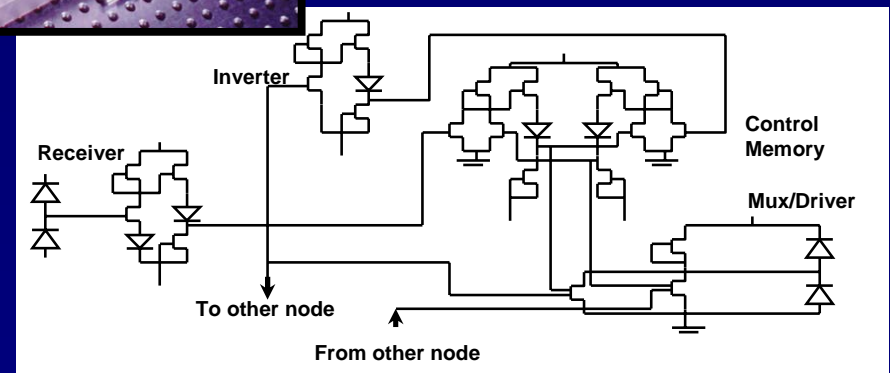 Inverter
Control
Memory
Receiver
Mux/Driver
To other node
From other node